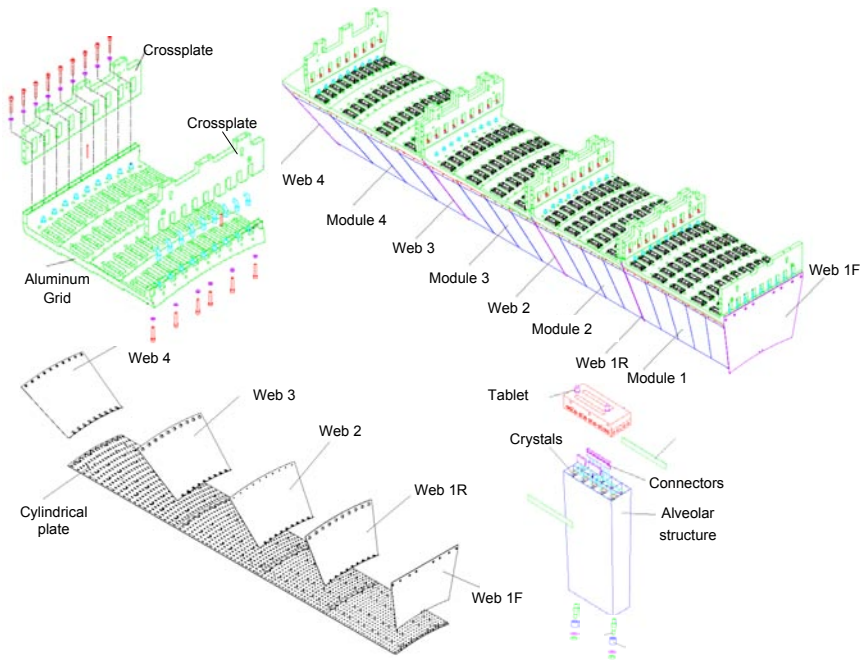 Crossplate
Crossplate
Aluminum
Grid
Web 4
Module 4
Web 3
Module 3
Web 2
Module 2
Web 1R
Module 1
Web 1F
Web 4
Web 3
Web 2
Web 1R
Web 1F
Cylindrical
plate
Tablet
Crystals
Connectors
Alveolar
structure